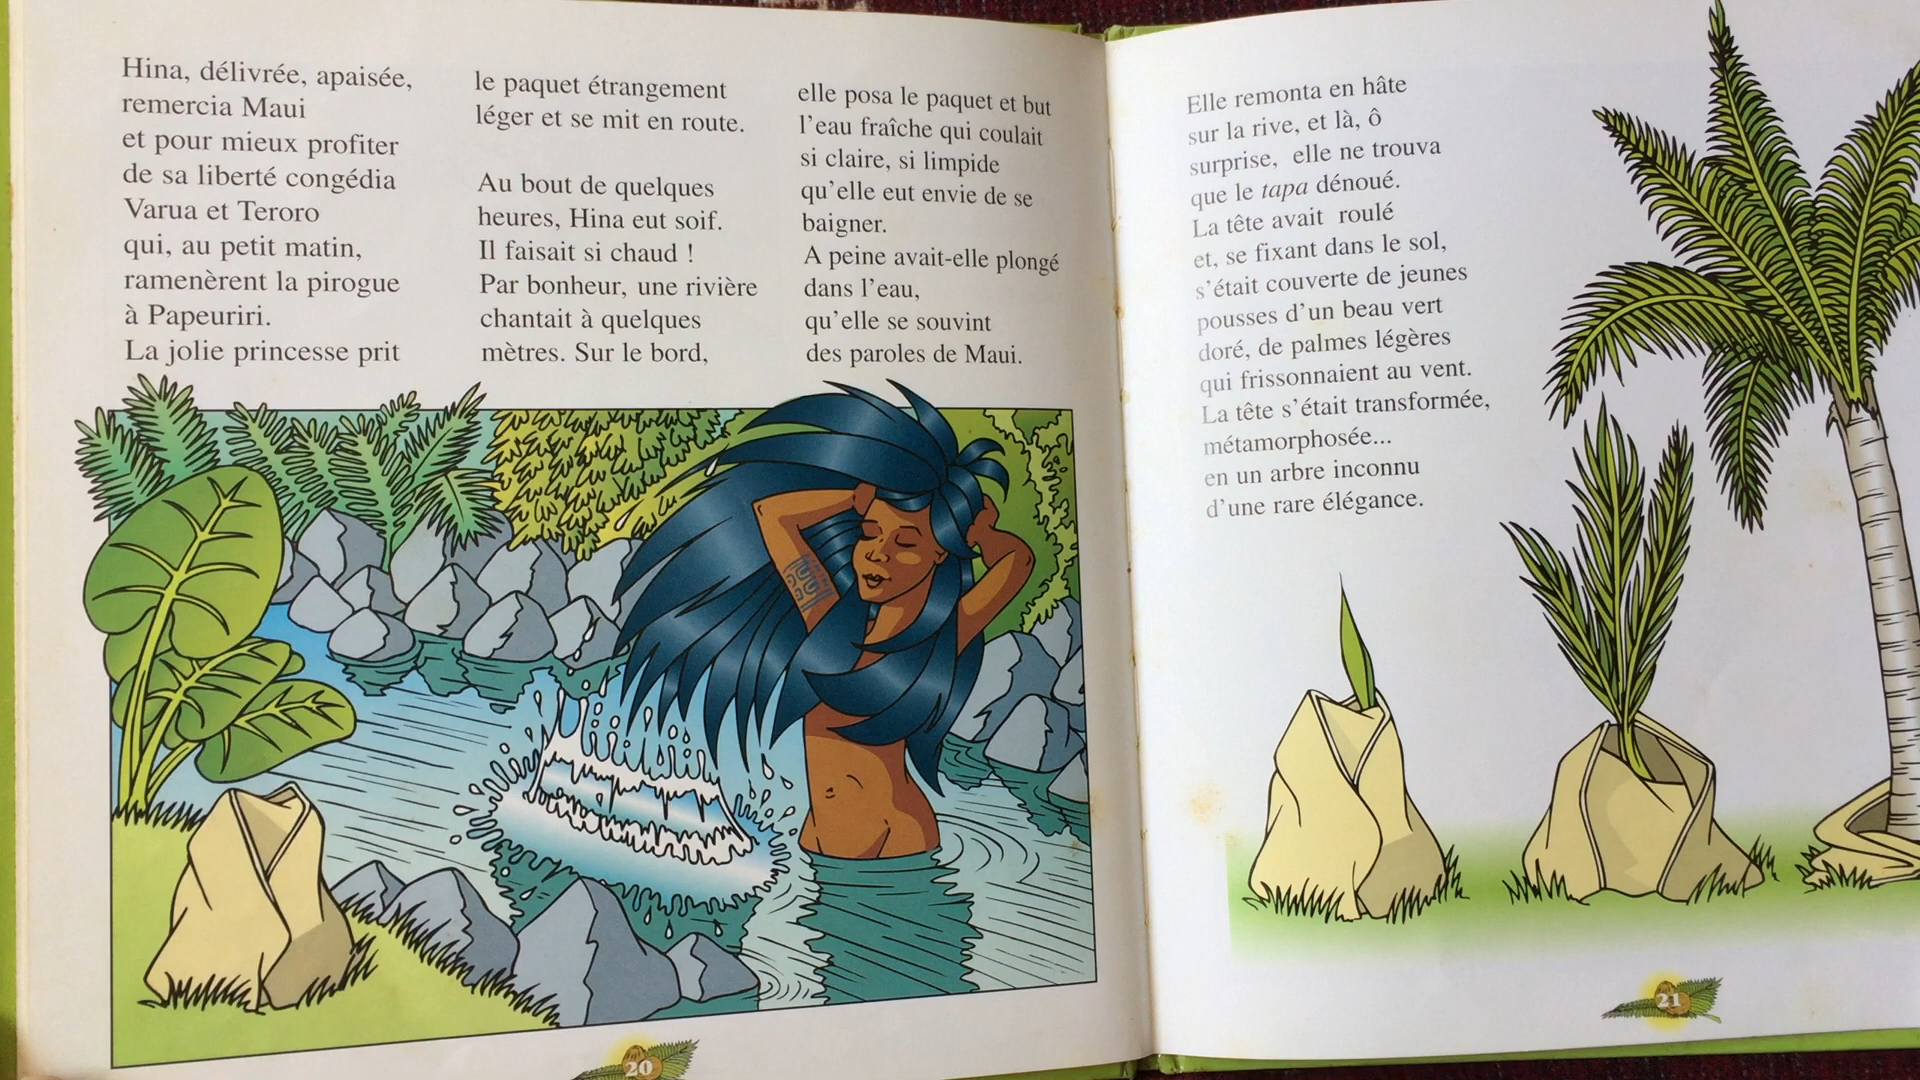 Hina, délivrée, apaisée,
remercia Maui
et pour mieux profiter
de sa liberté congédia
Varua et Teroro
qui, au petit matin,
ramenèrent la pirogue
à Papeuriri.
La jolie princesse prit
le paquet étrangement
léger et se mit en route.
Au bout de quelques
heures, Hina eut soif.
Il faisait si chaud !
Par bonheur, une rivière
chantait à quelques
mètres. Sur le bord,
elle posa le paquet et but
l'eau fraîche qui coulait
si claire, si limpide
qu'elle eut envie de se
baigner.
A peine avait-elle plongé
dans l'eau,
qu'elle se souvint
des paroles de Maui.
20
Elle remonta en hâte
sur la rive, et là, ô
surprise, elle ne trouva
que le tapa dénoué.
La tête avait roulé
et, se fixant dans le sol,
s'était couverte de jeunes
pousses d'un beau vert
doré, de palmes légères
qui frissonnaient au vent.
La tête s'était transformée,
métamorphosée...
en un arbre inconnu
d'une rare élégance.
21